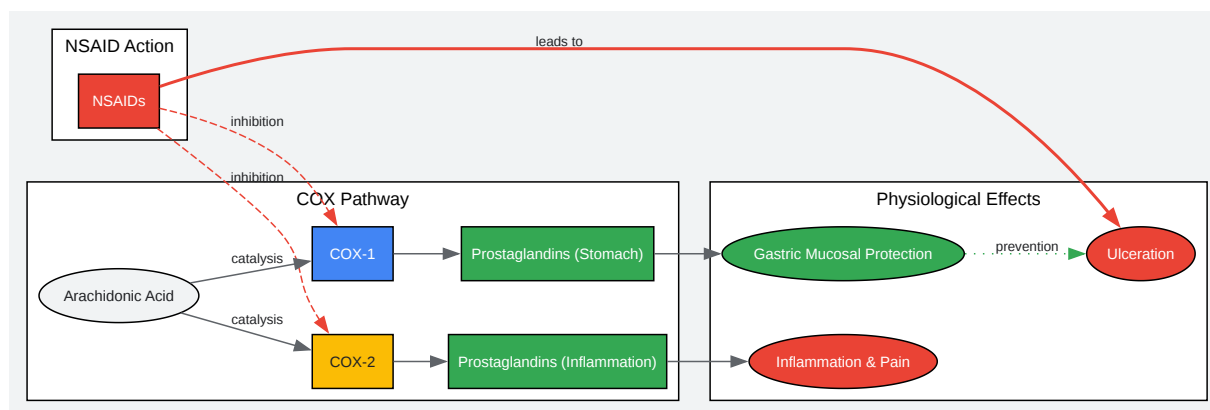 NSAID Action
NSAIDs
leads to
inhibition
inhibition
COX Pathway
Arachidonic Acid
catalysis
catalysis
COX-1
COX-2
Prostaglandins (Stomach)
Prostaglandins (Inflammation)
Physiological Effects
Gastric Mucosal Protection
prevention
Ulceration
Inflammation & Pain